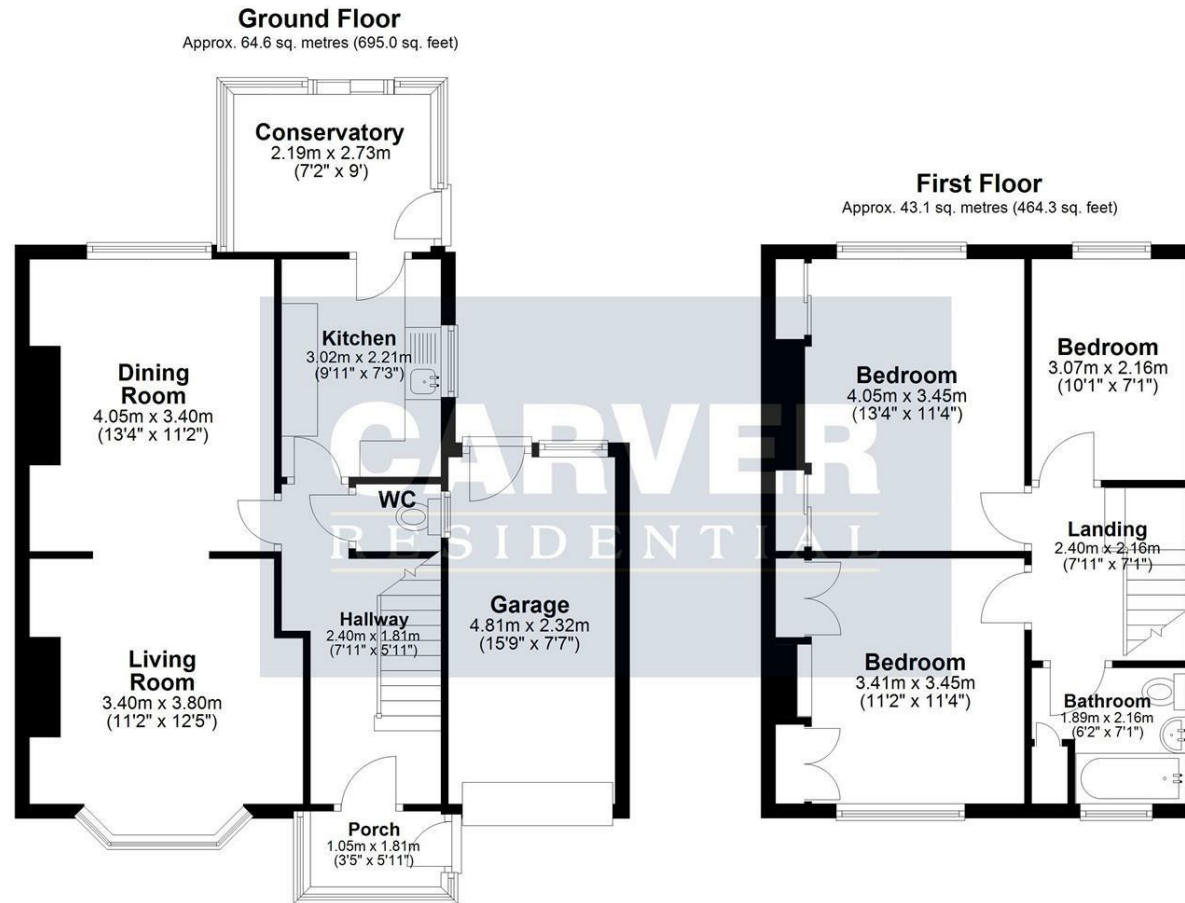 Ground Floor
Approx. 64.6 sq. metres (695.0 sq. feet)
Conservatory
2.19m x 2.73m
(7'2" x 9')
Kitchen
3.02m x 2.21m
(9'11" x 7'3")
Dining
Room
4.05m x 3.40m
(13'4" x 11'2")
WC
Hallway
2.40m x 1.81m
(7'11" x 5'11")
Garage
4.81m x 2.32m
(15'9" x 7'7")
Living
Room
3.40m x 3.80m
(11'2" x 12'5")
Porch
1.05m x 1.81m
(3'5" x 5'11")
First Floor
Approx. 43.1 sq. metres (464.3 sq. feet)
Bedroom
4.05m x 3.45m
(13'4" x 11'4")
Bedroom
3.07m x 2.16m
(10'1" x 7'1")
Landing
2.40m x 2.16m
(7'11" x 7'1")
Bedroom
3.41m x 3.45m
(11'2" x 11'4")
Bathroom
1.89m x 2.16m
(6'2" x 7'1")
CARVER
RESIDENTIAL